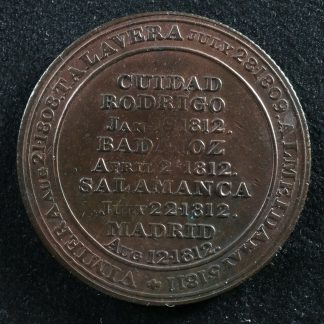 VIMIERA AUG 21.1808. TALAVERA JULY 28.1809. ALMEIDA MAY 5.1811
CUIDAD
RODRIGO
JAN 1812.
BADAJOZ
APRIL 2 1812.
SALAMANCA
JULY 22.1812.
MADRID
AUG 12.1812.